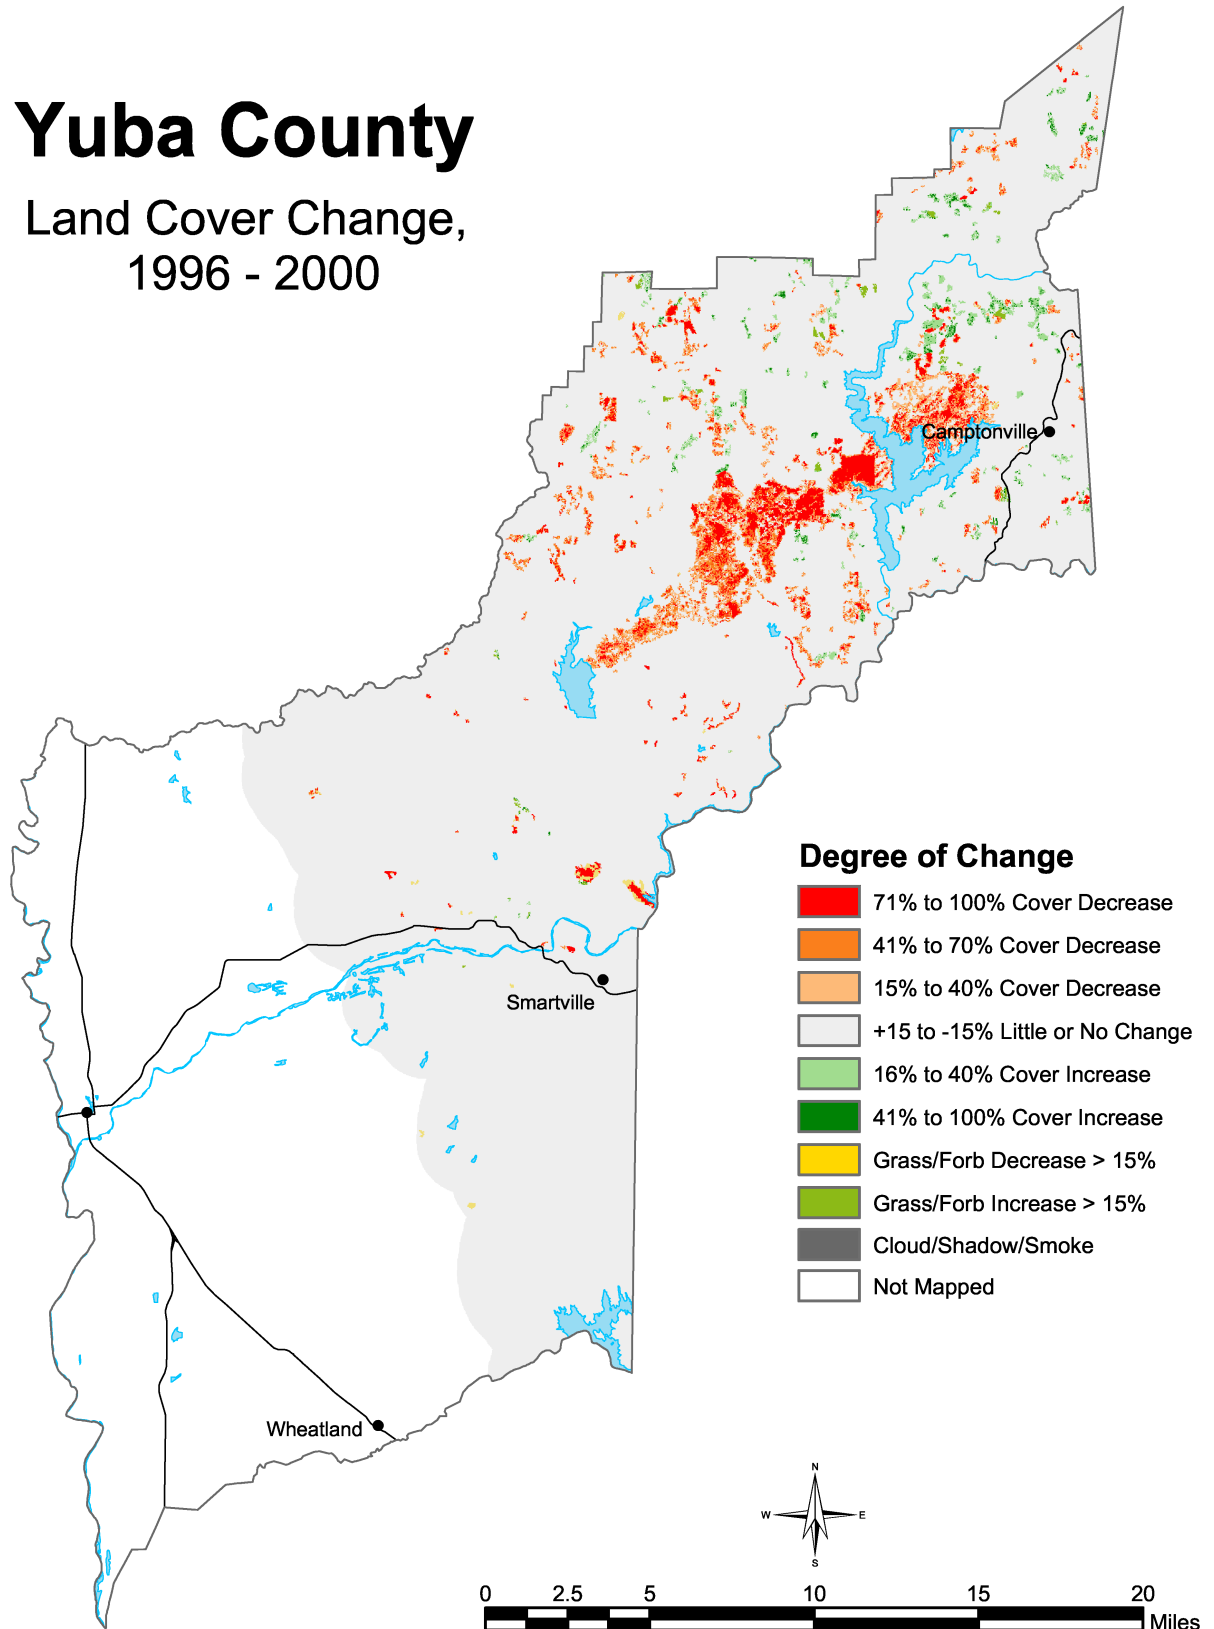 Yuba County
Land Cover Change,
1996 - 2000
Camptonville
Smartville
Wheatland
Degree of Change
71% to 100% Cover Decrease
41% to 70% Cover Decrease
15% to 40% Cover Decrease
+15 to -15% Little or No Change
16% to 40% Cover Increase
41% to 100% Cover Increase
Grass/Forb Decrease > 15%
Grass/Forb Increase > 15%
Cloud/Shadow/Smoke
Not Mapped
N
W E
S
0 2.5 5 10 15 20
Miles